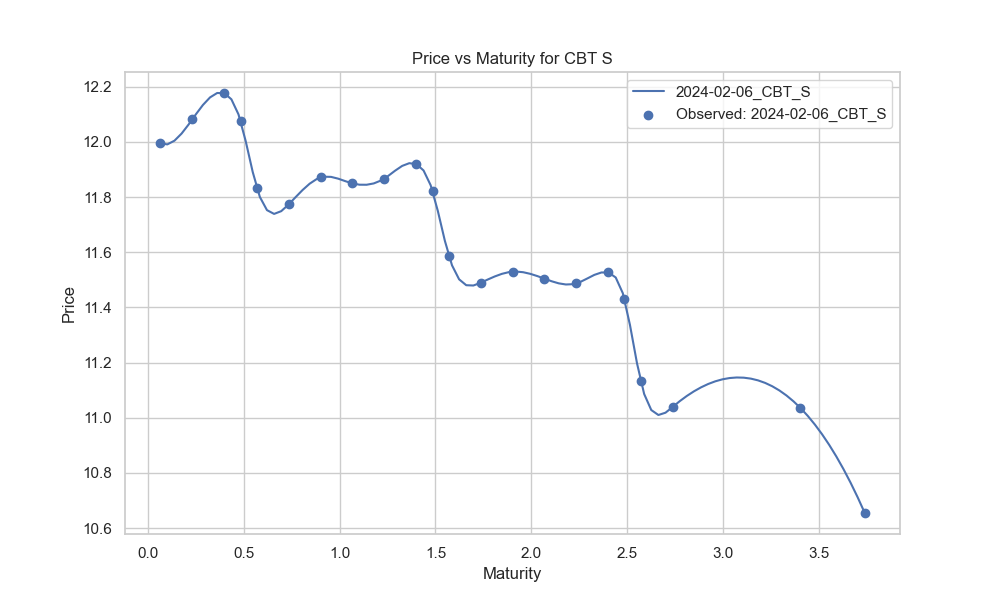 Price vs Maturity for CBT S
2024-02-06_CBT_S
Observed: 2024-02-06_CBT_S
12.2
12.0
11.8
11.6
11.4
11.2
11.0
10.8
10.6
Price
0.0 0.5 1.0 1.5 2.0 2.5 3.0 3.5
Maturity